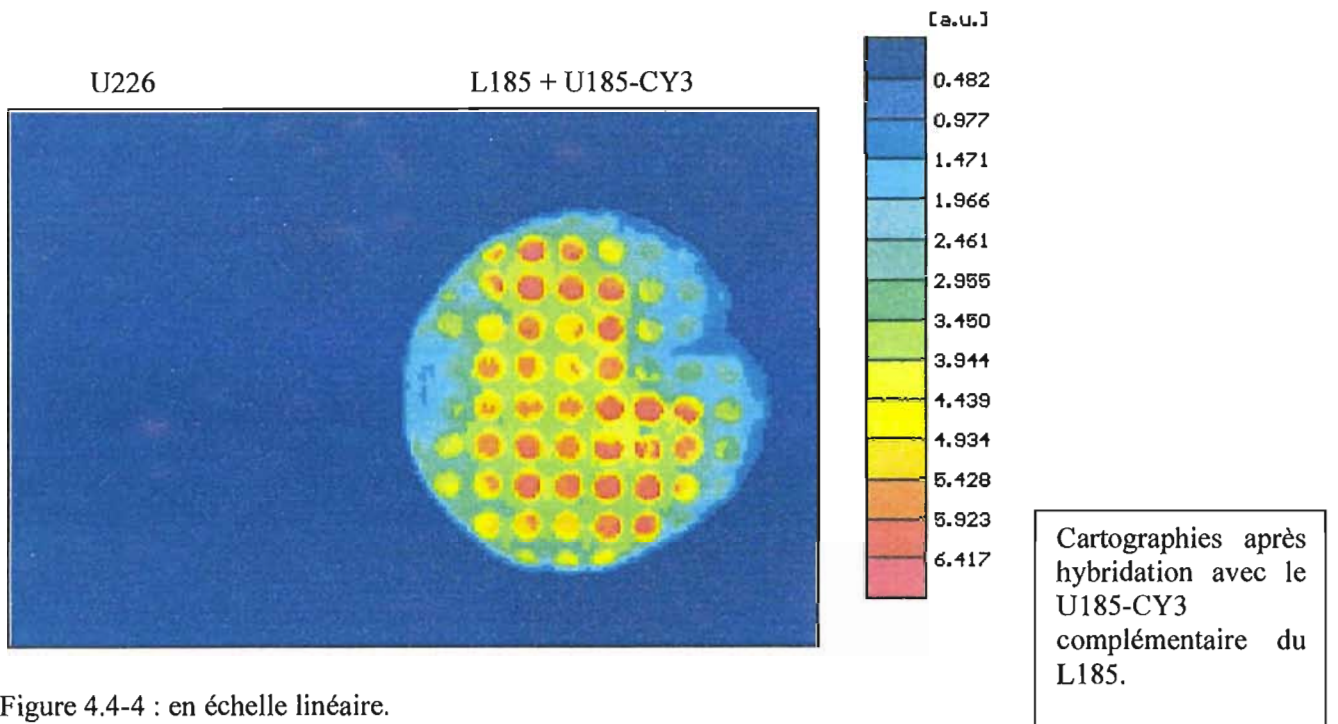 [a.u.]
U226
L185 + U185-CY3
0.482
0.977
1.471
1.966
2.461
2.955
3.450
3.944
4.439
4.934
5.428
5.923
6.417
Cartographies après
hybridation avec le
U185-CY3
complémentaire du
L185.
Figure 4.4-4 : en échelle linéaire.